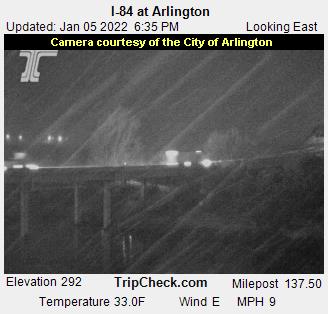 I-84 at Arlington
Updated: Jan 05 2022 6:35 PM Looking East
Camera courtesy of the City of Arlington
Elevation 292 TripCheck.com Milepost 137.50
Temperature 33.0F Wind E MPH 9